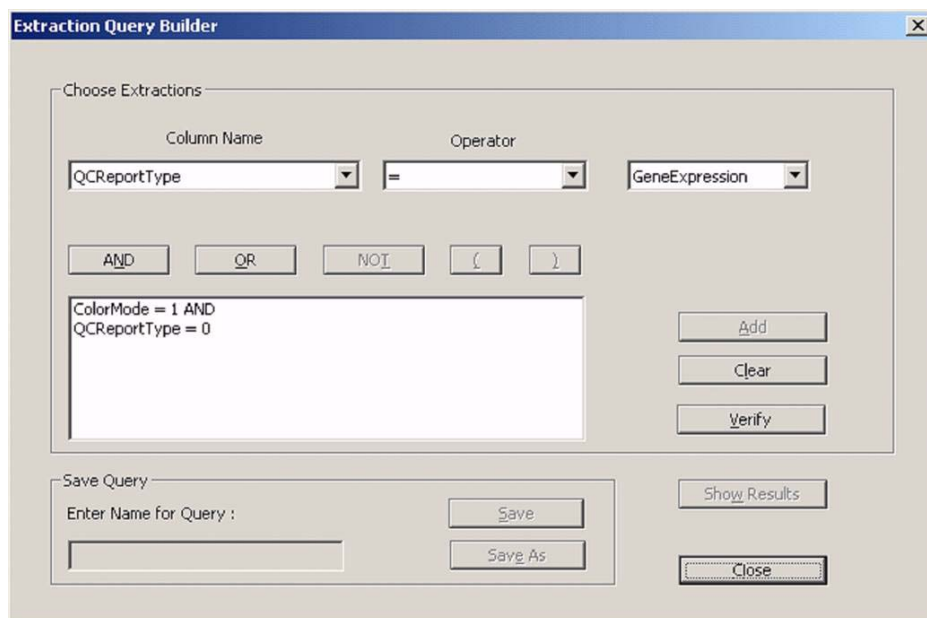 Extraction Query Builder
Choose Extractions
Column Name Operator
QCReportType = GeneExpression
AND OR NOT ( )
ColorMode = 1 AND
QCReportType = 0
Add
Clear
Verify
Save Query
Enter Name for Query :
Save
Save As
Show Results
Close